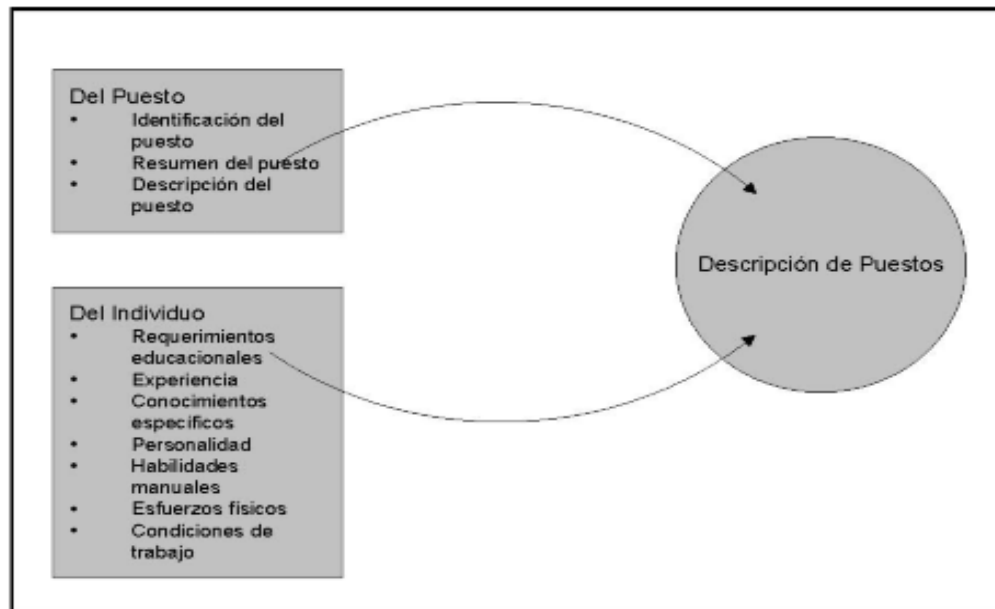 Del Puesto
• Identificación del
puesto
• Resumen del puesto
• Descripción del
puesto
Del Individuo
• Requerimientos
educacionales
• Experiencia
• Conocimientos
específicos
• Personalidad
• Habilidades
manuales
• Esfuerzos físicos
• Condiciones de
trabajo
Descripción de Puestos